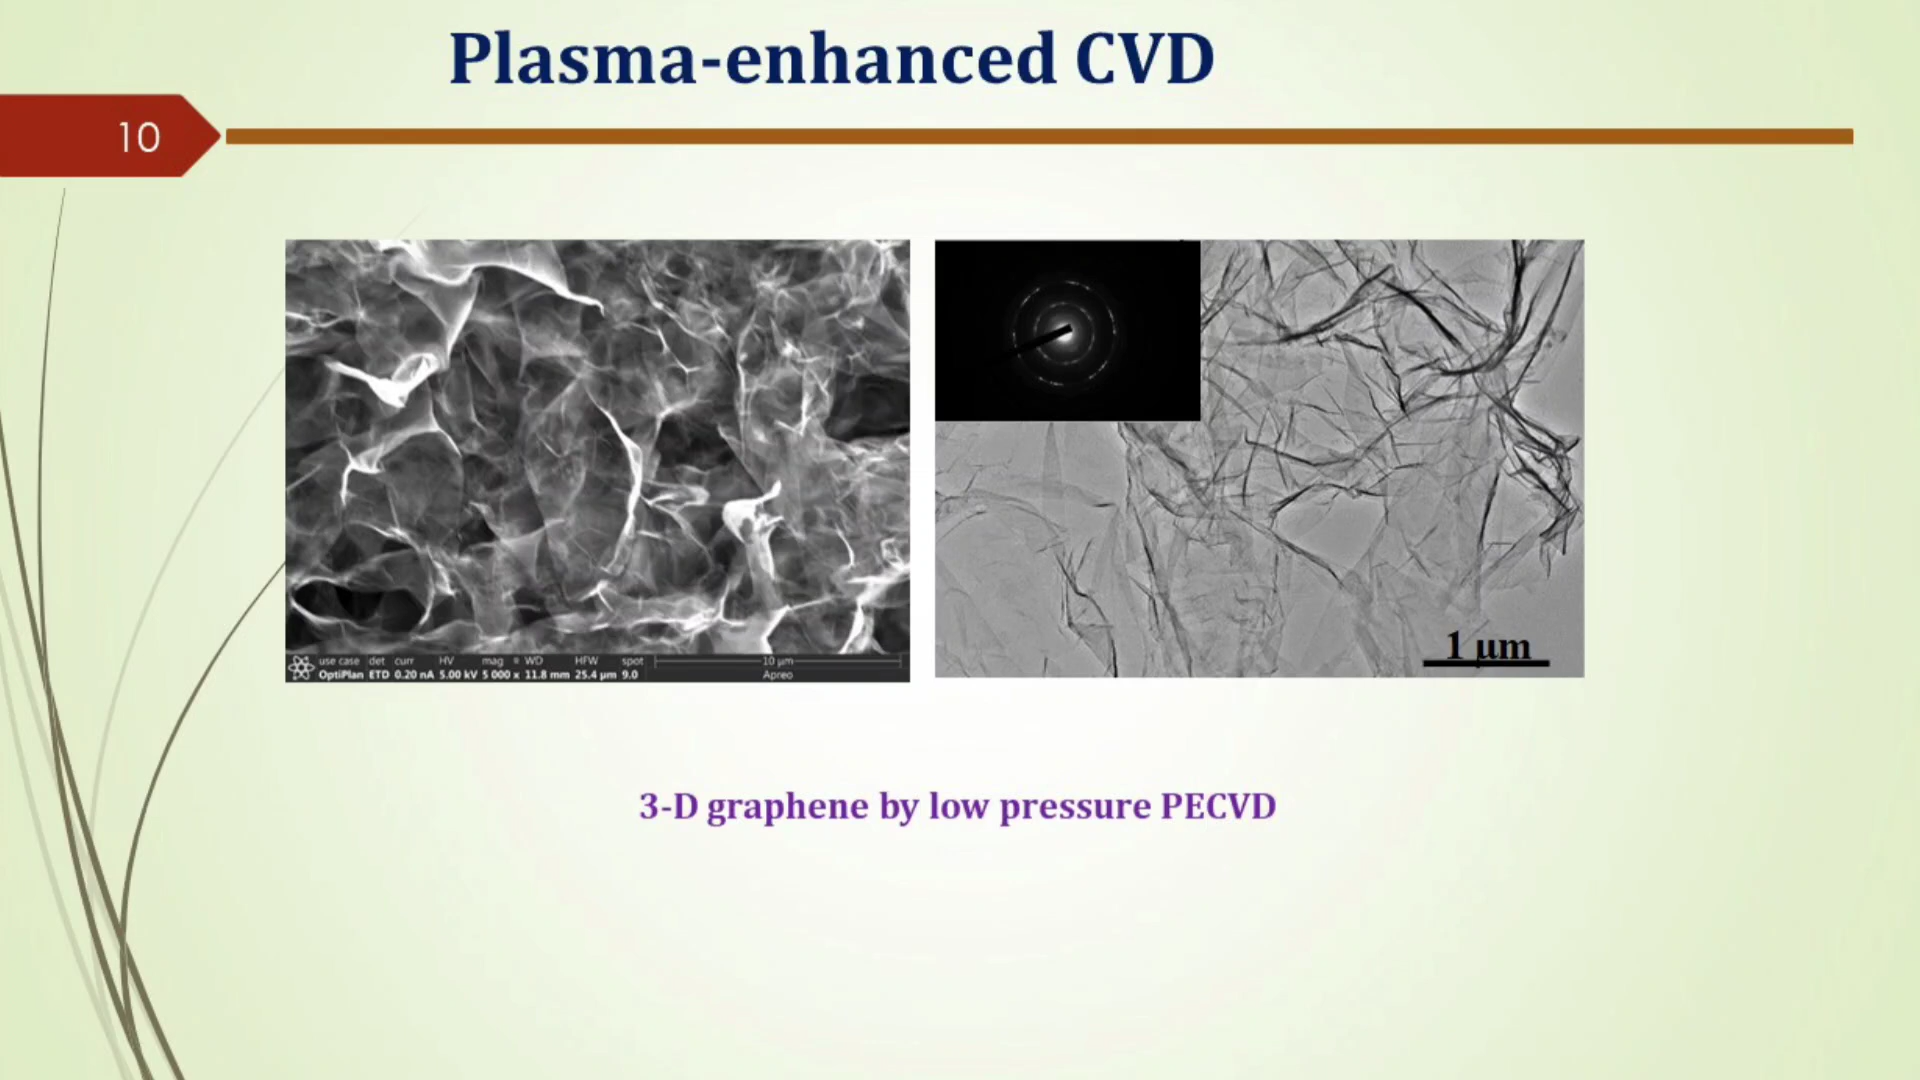 Plasma-enhanced CVD
10
use case det curr HV mag WD HFW spot 10 µm
OptiPlan ETD 0.20 nA 5.00 kV 5 000 x 11.8 mm 25.4 µm 9.0 Apreo
1 µm
3-D graphene by low pressure PECVD